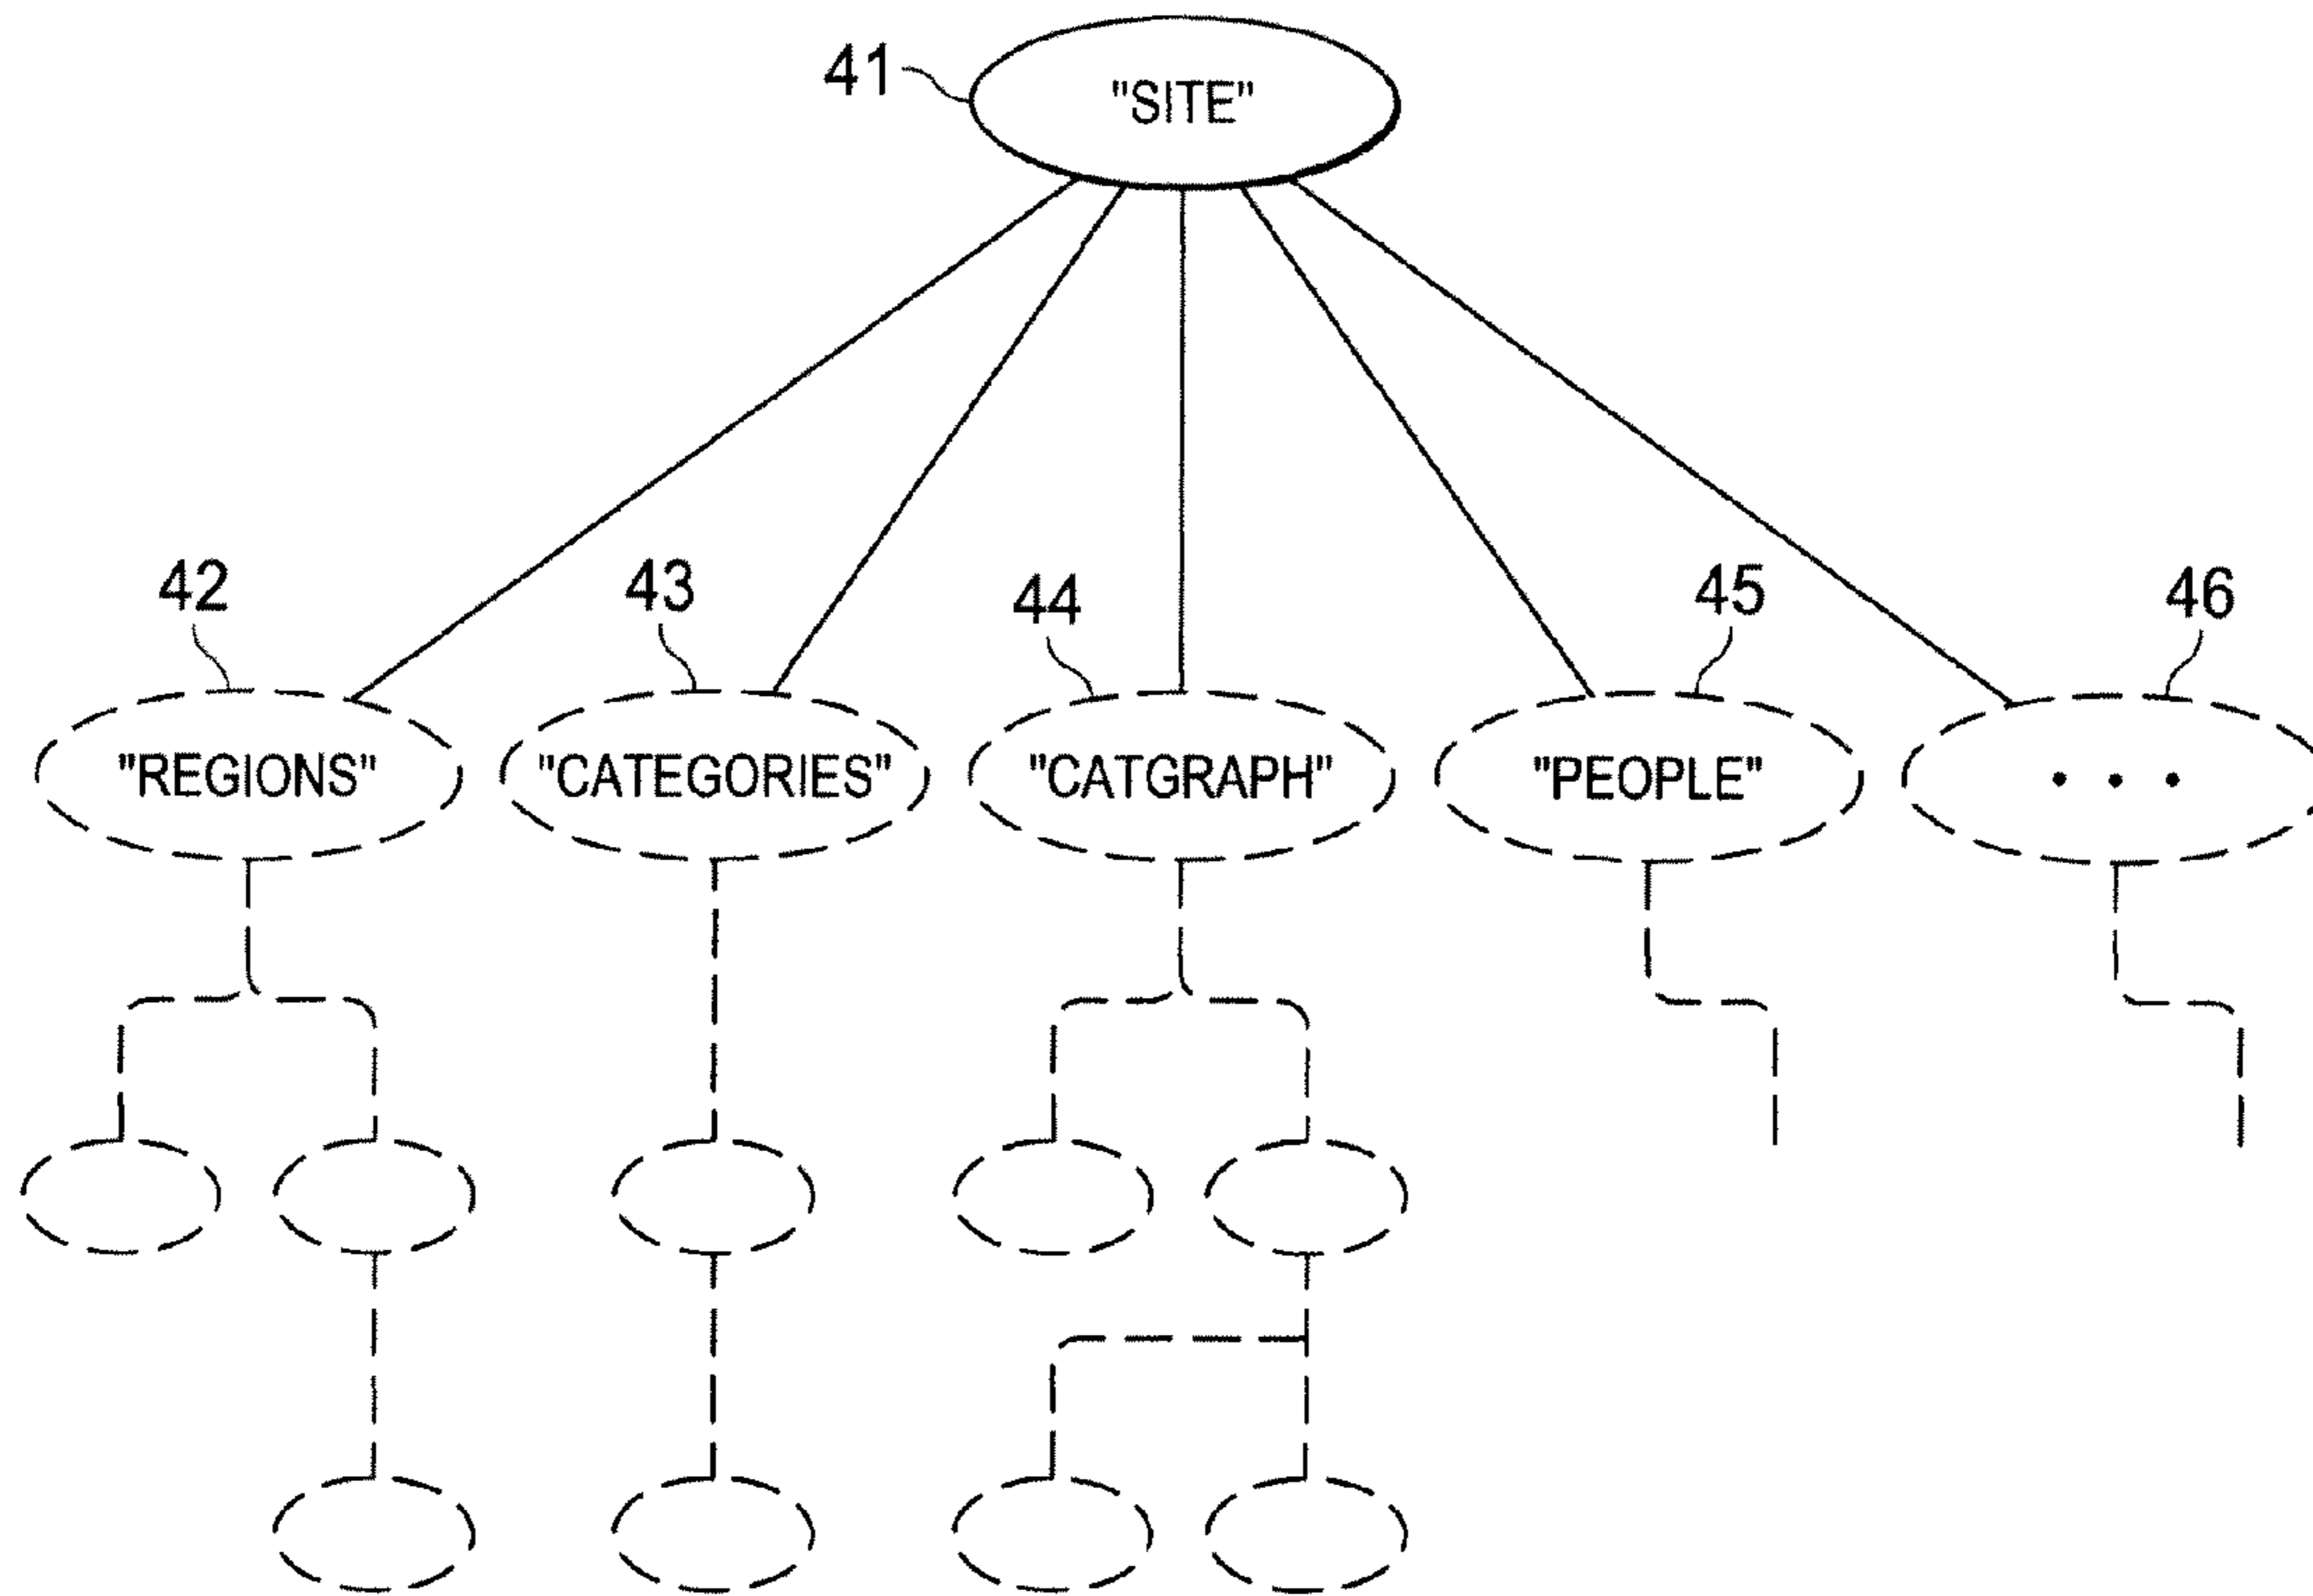 41
"SITE"
42
43
44
45
46
"REGIONS"
"CATEGORIES"
"CATGRAPH"
"PEOPLE"
• • •